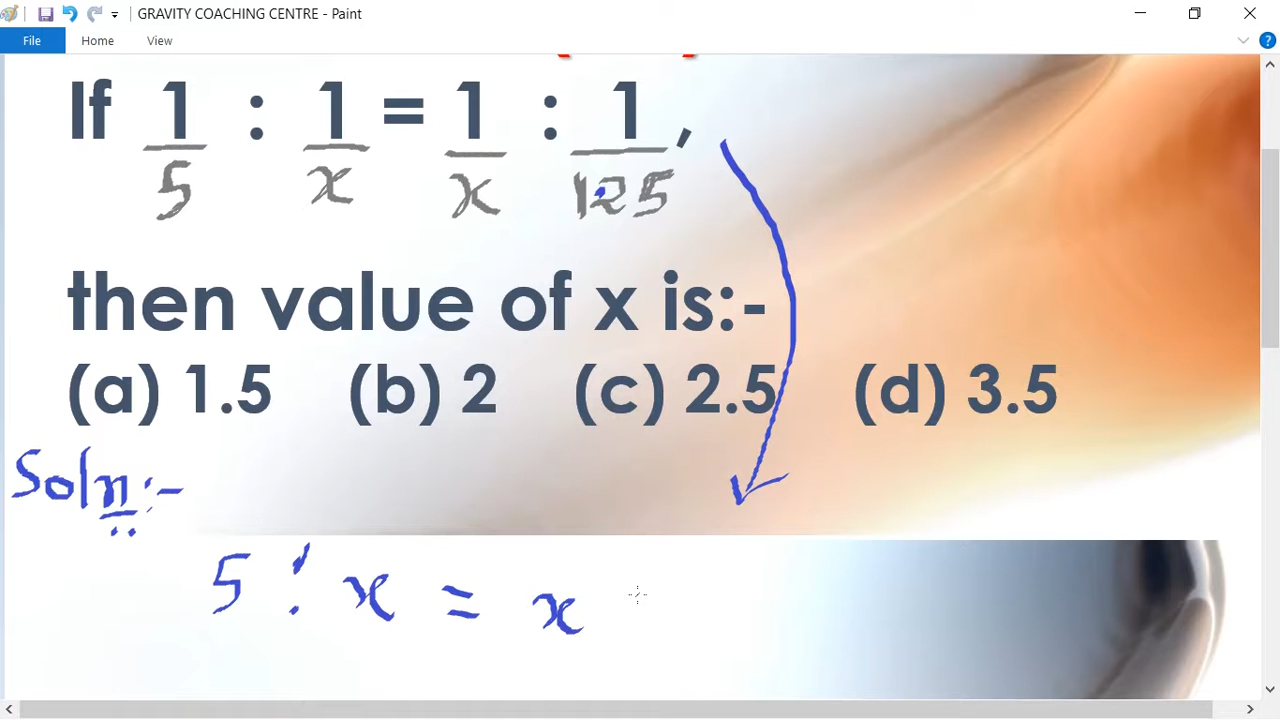 GRAVITY COACHING CENTRE - Paint
File Home View
If 1/5 : 1/x = 1/x : 1/125,
then value of x is:-
(a) 1.5 (b) 2 (c) 2.5 (d) 3.5
Soln:-
5 : x = x